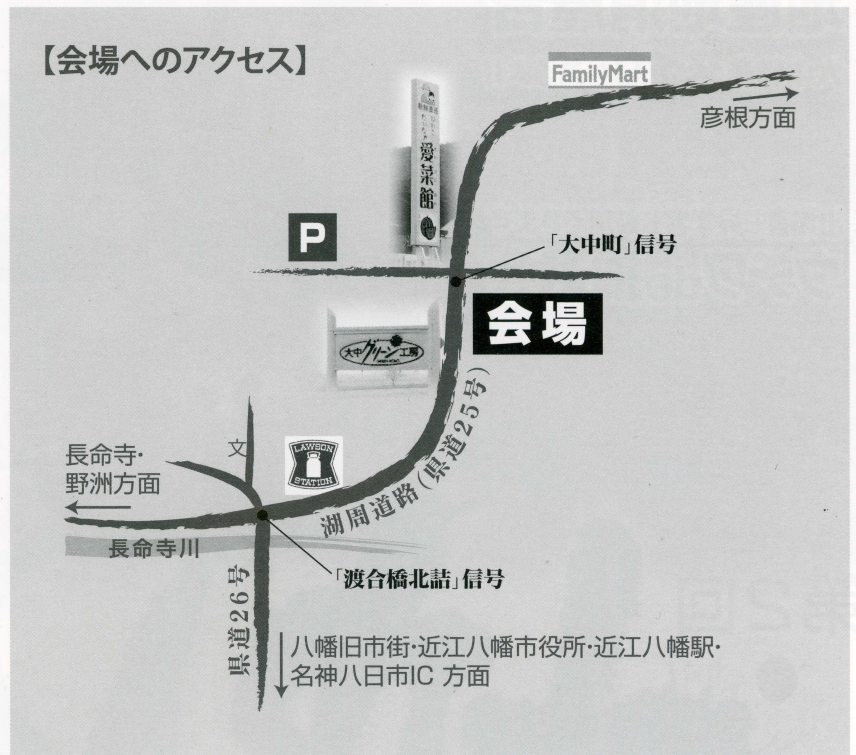 【会場へのアクセス】
FamilyMart
彦根方面
愛菜館
P
「大中町」信号
会場
大中グリーン工房
湖周道路(県道25号)
文
LAWSON
STATION
長命寺・
野洲方面
長命寺川
「渡合橋北詰」信号
県道26号
八幡旧市街・近江八幡市役所・近江八幡駅・
名神八日市IC 方面